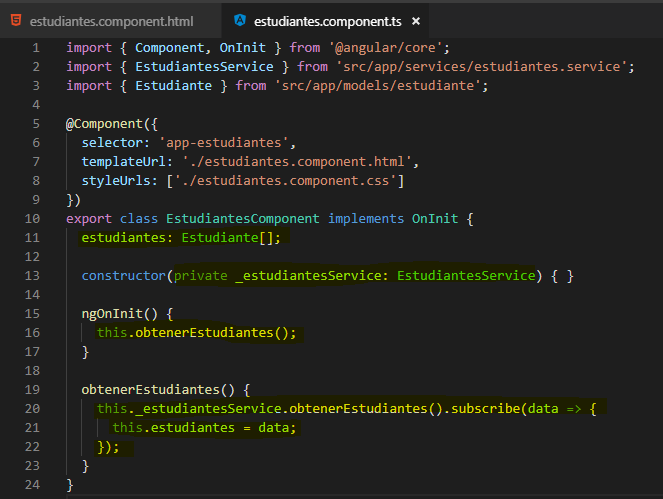 estudiantes.component.html estudiantes.component.ts ×
1 import { Component, OnInit } from '@angular/core';
2 import { EstudiantesService } from 'src/app/services/estudiantes.service';
3 import { Estudiante } from 'src/app/models/estudiante';
4
5 @Component({
6 selector: 'app-estudiantes',
7 templateUrl: './estudiantes.component.html',
8 styleUrls: ['./estudiantes.component.css']
9 })
10 export class EstudiantesComponent implements OnInit {
11 estudiantes: Estudiante[];
12
13 constructor(private _estudiantesService: EstudiantesService) { }
14
15 ngOnInit() {
16 this.obtenerEstudiantes();
17 }
18
19 obtenerEstudiantes() {
20 this._estudiantesService.obtenerEstudiantes().subscribe(data => {
21 this.estudiantes = data;
22 });
23 }
24 }